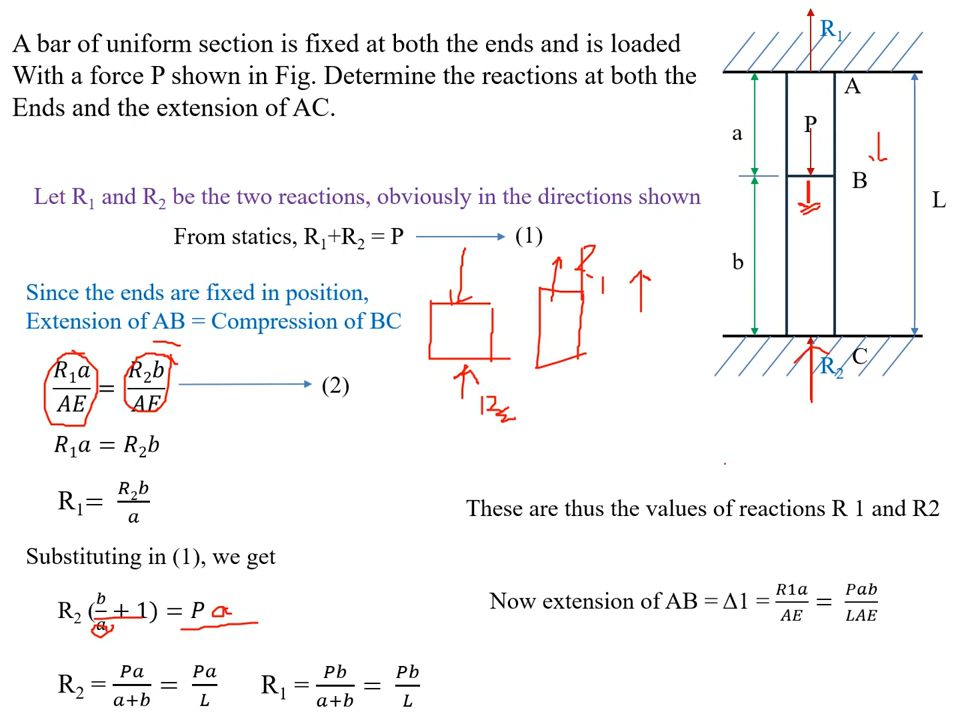 A bar of uniform section is fixed at both the ends and is loaded
With a force P shown in Fig. Determine the reactions at both the
Ends and the extension of AC.
Let R₁ and R₂ be the two reactions, obviously in the directions shown
From statics, R₁+R₂ = P (1)
Since the ends are fixed in position,
Extension of AB = Compression of BC
R₁a/AE = R₂b/AE (2)
R₁a = R₂b
R₁= R₂b/a
Substituting in (1), we get
R₂ (b/a + 1) = P a
R₂ = Pa/(a+b) = Pa/L R₁ = Pb/(a+b) = Pb/L
R₁
A
P
a
B
L
b
R₂
C
R₁
These are thus the values of reactions R 1 and R2
Now extension of AB = Δ1 = R1a/AE = Pab/LAE